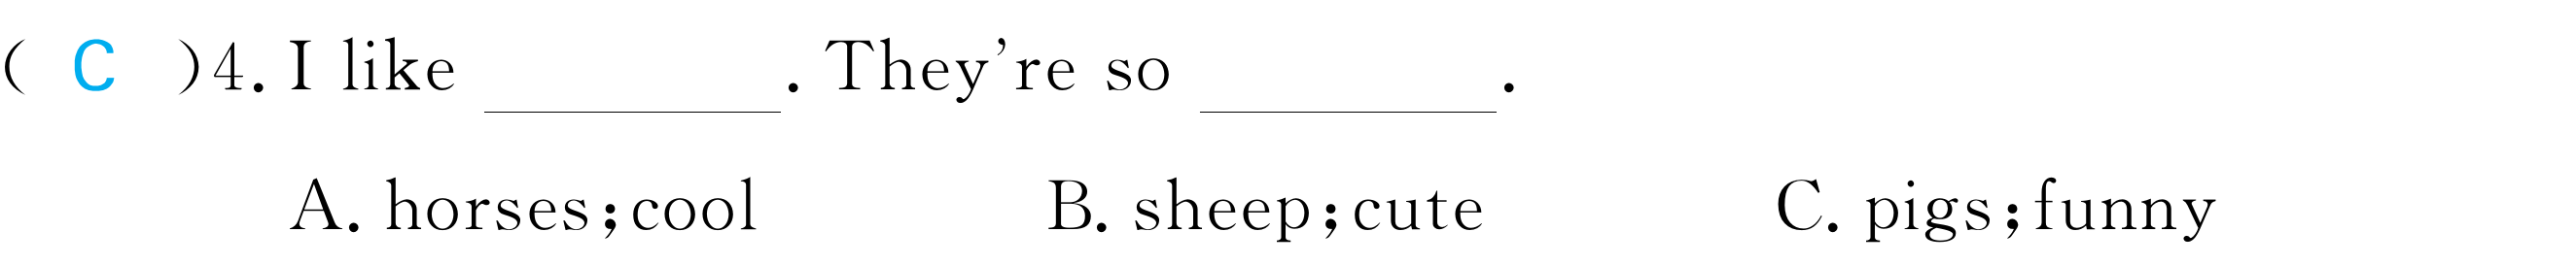 ( C )4. I like ________. They're so ________.
A. horses;cool B. sheep;cute C. pigs;funny